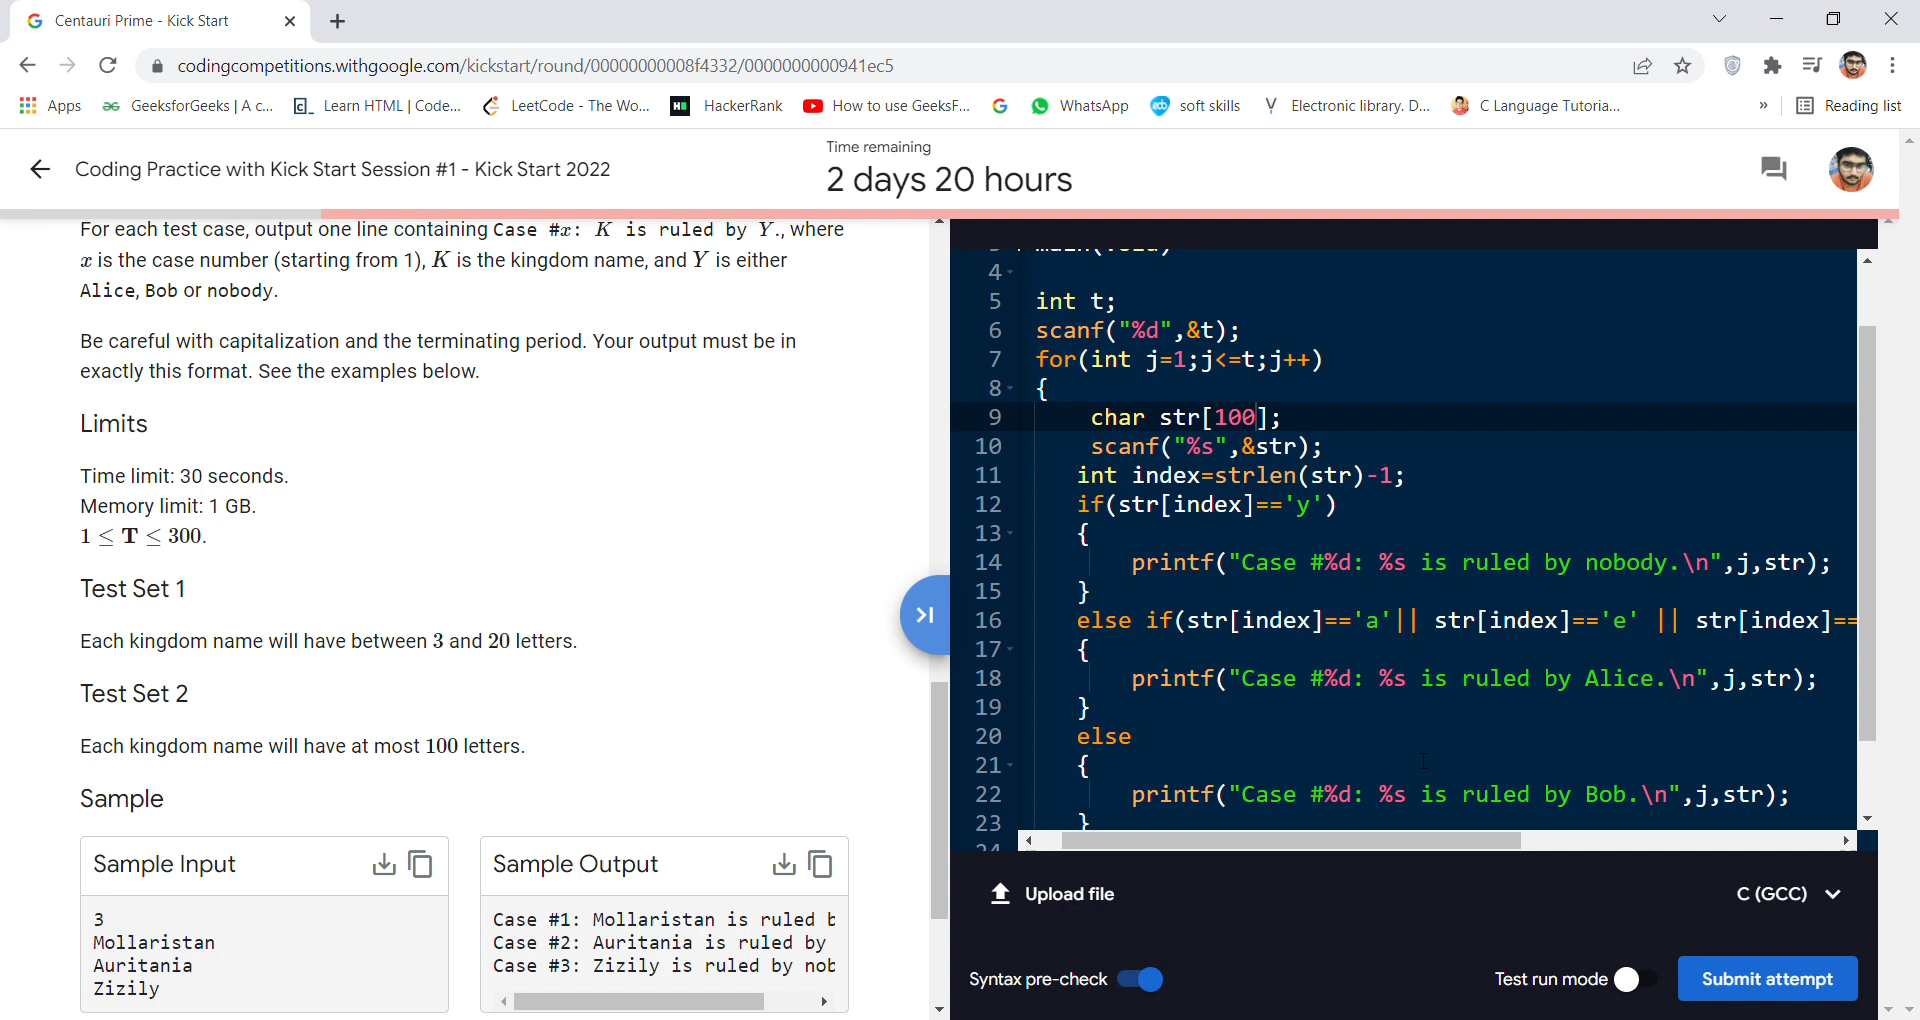 Centauri Prime - Kick Start
codingcompetitions.withgoogle.com/kickstart/round/00000000008f4332/0000000000941ec5
Apps
GeeksforGeeks | A c...
Learn HTML | Code...
LeetCode - The Wo...
HackerRank
How to use GeeksF...
WhatsApp
soft skills
Electronic library. D...
C Language Tutoria...
»
Reading list
Coding Practice with Kick Start Session #1 - Kick Start 2022
Time remaining
2 days 20 hours
For each test case, output one line containing Case #x: K is ruled by Y., where
x is the case number (starting from 1), K is the kingdom name, and Y is either
Alice, Bob or nobody.
Be careful with capitalization and the terminating period. Your output must be in
exactly this format. See the examples below.
Limits
Time limit: 30 seconds.
Memory limit: 1 GB.
1 ≤ T ≤ 300.
Test Set 1
Each kingdom name will have between 3 and 20 letters.
Test Set 2
Each kingdom name will have at most 100 letters.
Sample
Sample Input
3
Mollaristan
Auritania
Zizily
Sample Output
Case #1: Mollaristan is ruled b
Case #2: Auritania is ruled by
Case #3: Zizily is ruled by nob
4
5 int t;
6 scanf("%d",&t);
7 for(int j=1;j<=t;j++)
8 {
9 char str[100];
10 scanf("%s",&str);
11 int index=strlen(str)-1;
12 if(str[index]=='y')
13 {
14 printf("Case #%d: %s is ruled by nobody.\n",j,str);
15 }
16 else if(str[index]=='a'|| str[index]=='e' || str[index]==
17 {
18 printf("Case #%d: %s is ruled by Alice.\n",j,str);
19 }
20 else
21 {
22 printf("Case #%d: %s is ruled by Bob.\n",j,str);
23 }
Upload file
C (GCC)
Syntax pre-check
Test run mode
Submit attempt